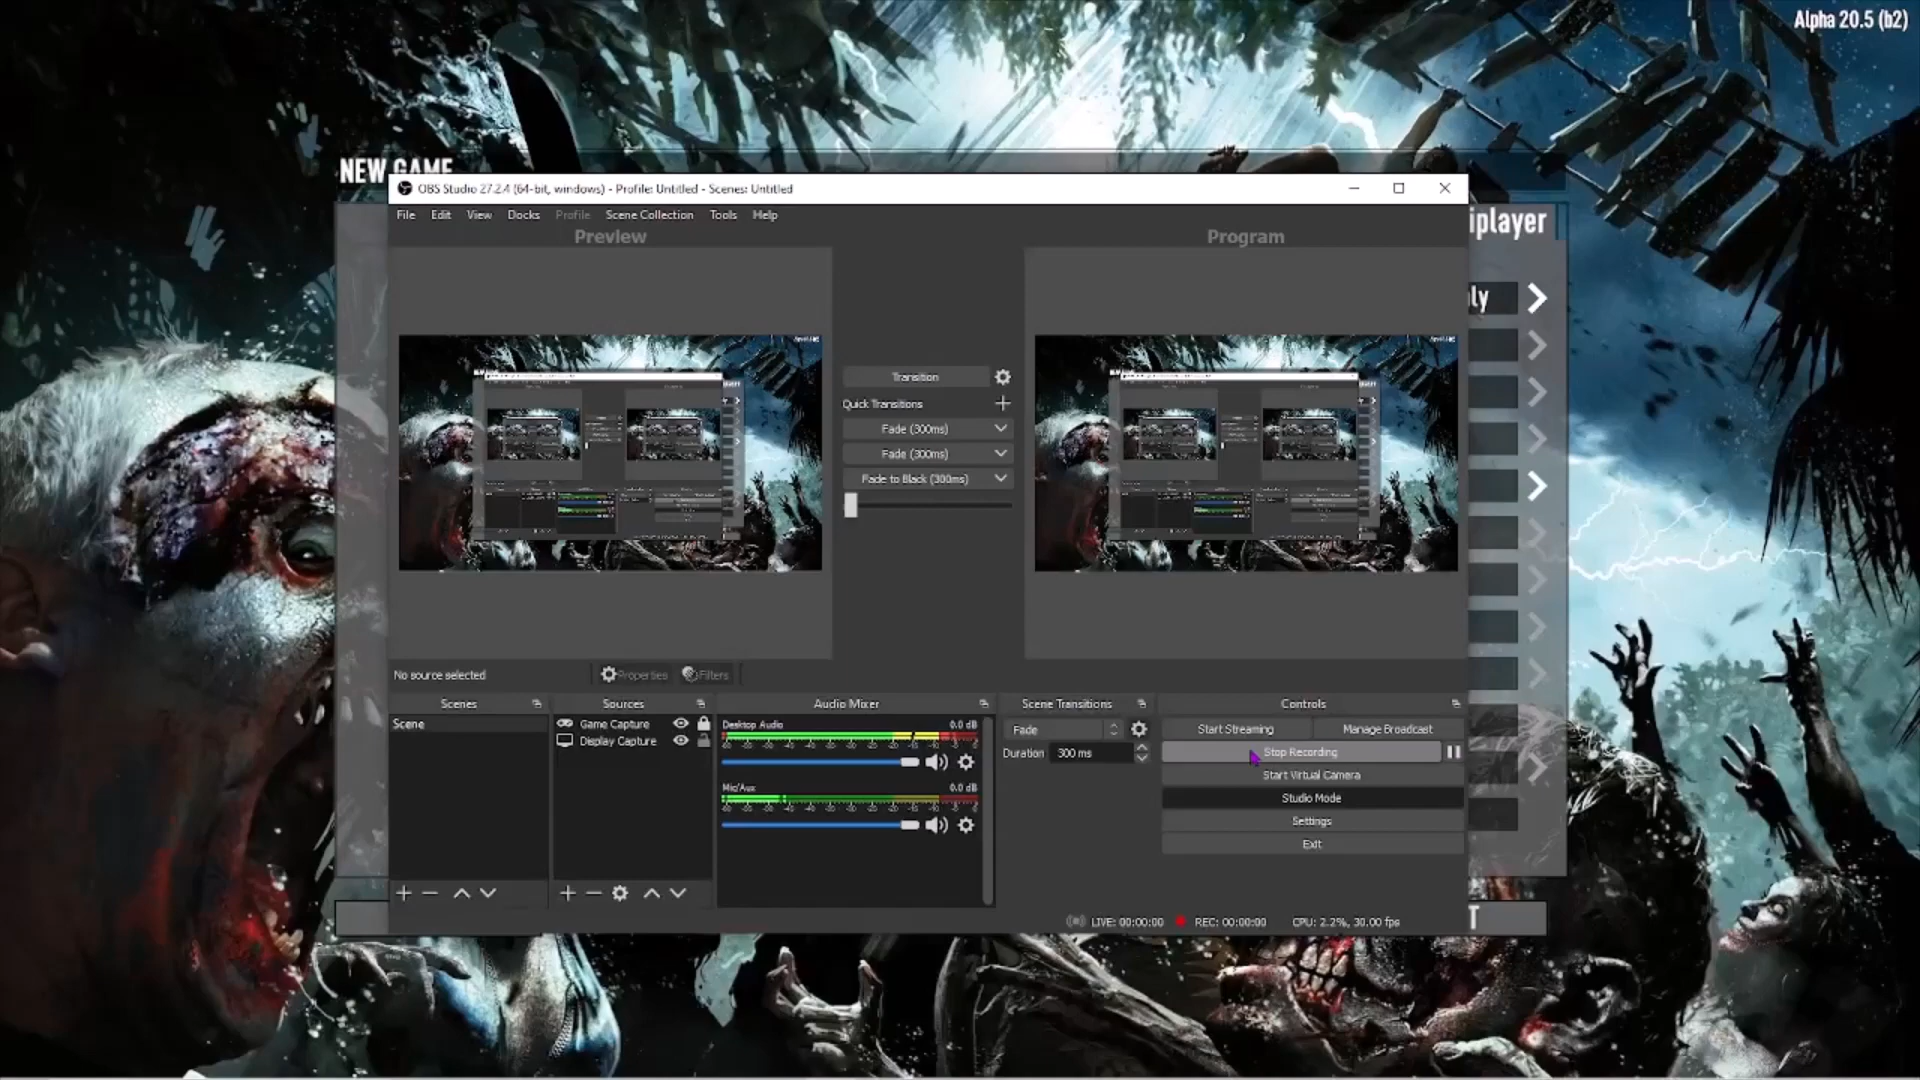 Alpha 20.5 (b2)
NEW GAME
OBS Studio 27.2.4 (64-bit, windows) - Profile: Untitled - Scenes: Untitled
File Edit View Docks Profile Scene Collection Tools Help
Preview
Program
iplayer
ly
Transition
Quick Transitions
Fade (300ms)
Fade (300ms)
Fade to Black (300ms)
No source selected
Properties
Filters
Scenes
Sources
Audio Mixer
Scene Transitions
Controls
Scene
Game Capture
Display Capture
Desktop Audio
0.0 dB
Mic/Aux
0.0 dB
Fade
Duration 300 ms
Start Streaming
Manage Broadcast
Stop Recording
Start Virtual Camera
Studio Mode
Settings
Exit
T
LIVE: 00:00:00
REC: 00:00:00
CPU: 2.2%, 30.00 fps